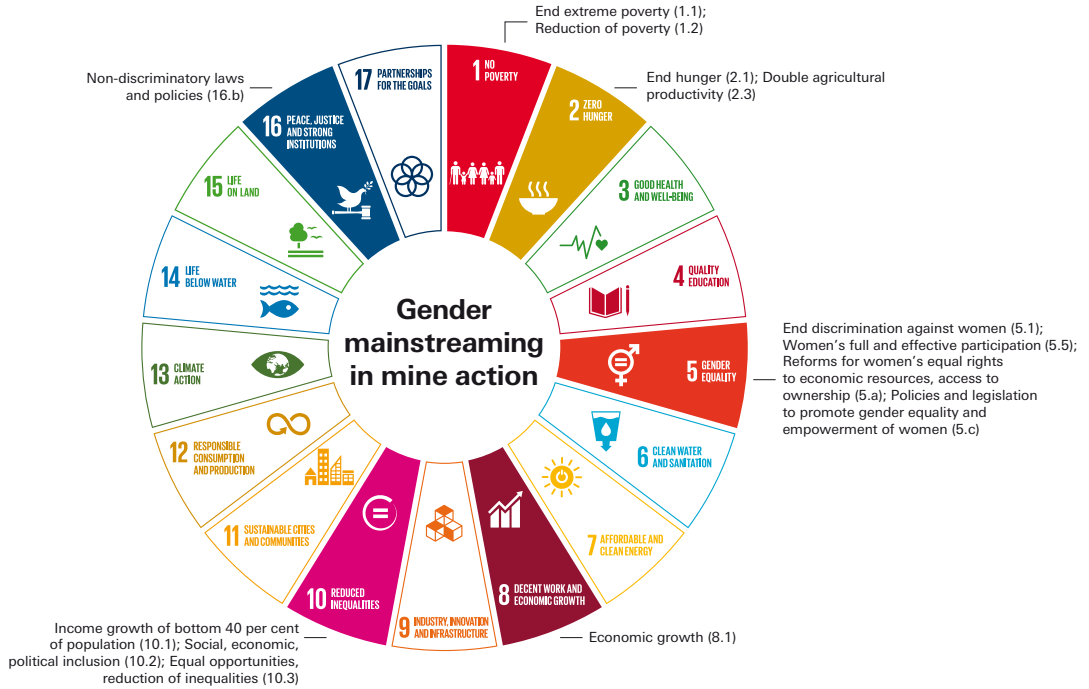 End extreme poverty (1.1);
Reduction of poverty (1.2)
End hunger (2.1); Double agricultural
productivity (2.3)
Non-discriminatory laws
and policies (16.b)
1 NO
POVERTY
2 ZERO
HUNGER
3 GOOD HEALTH
AND WELL-BEING
4 QUALITY
EDUCATION
5 GENDER
EQUALITY
End discrimination against women (5.1);
Women’s full and effective participation (5.5);
Reforms for women’s equal rights
to economic resources, access to
ownership (5.a); Policies and legislation
to promote gender equality and
empowerment of women (5.c)
6 CLEAN WATER
AND SANITATION
7 AFFORDABLE AND
CLEAN ENERGY
8 DECENT WORK AND
ECONOMIC GROWTH
Economic growth (8.1)
9 INDUSTRY, INNOVATION
AND INFRASTRUCTURE
10 REDUCED
INEQUALITIES
Income growth of bottom 40 per cent
of population (10.1); Social, economic,
political inclusion (10.2); Equal opportunities,
reduction of inequalities (10.3)
11 SUSTAINABLE CITIES
AND COMMUNITIES
12 RESPONSIBLE
CONSUMPTION
AND PRODUCTION
13 CLIMATE
ACTION
14 LIFE
BELOW WATER
15 LIFE
ON LAND
16 PEACE, JUSTICE
AND STRONG
INSTITUTIONS
17 PARTNERSHIPS
FOR THE GOALS
Gender
mainstreaming
in mine action